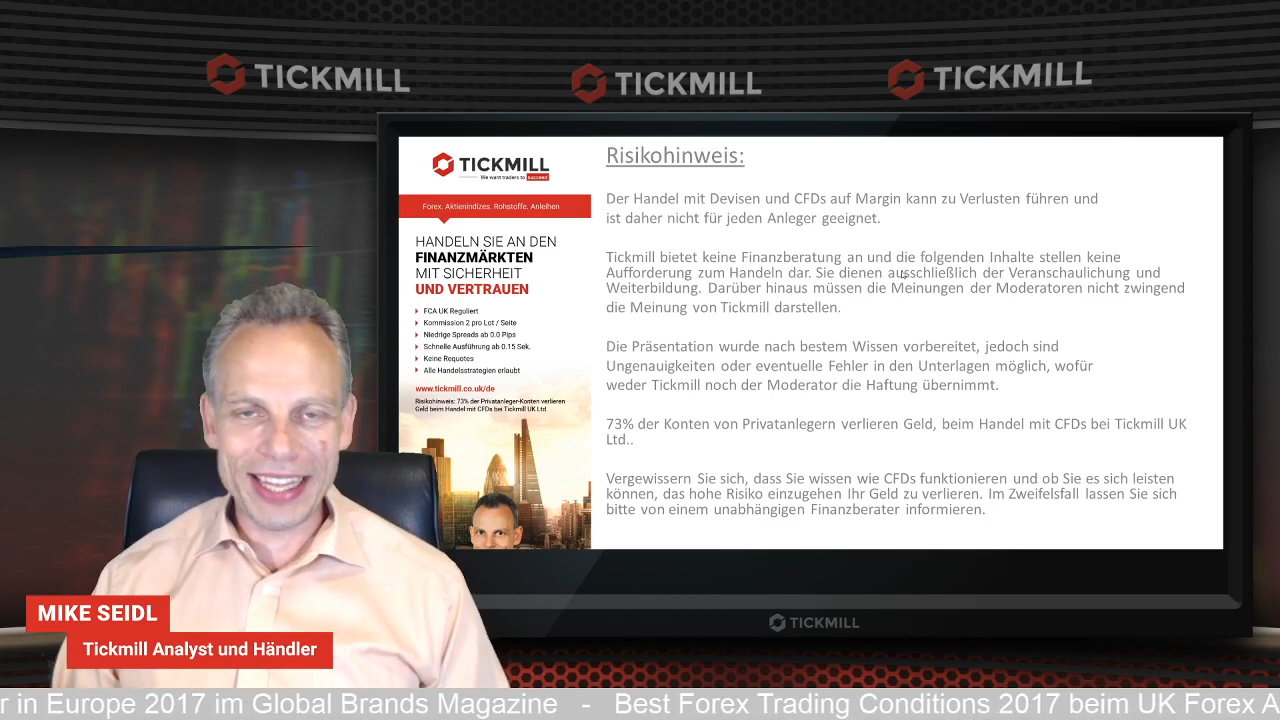 TICKMILL
TICKMILL
TICKMILL
TICKMILL
We want traders to succeed
Forex. Aktienindizes. Rohstoffe. Anleihen
HANDELN SIE AN DEN
FINANZMÄRKTEN
MIT SICHERHEIT
UND VERTRAUEN
FCA UK Reguliert
Kommission 2 pro Lot / Seite
Niedrige Spreads ab 0.0 Pips
Schnelle Ausführung ab 0.15 Sek.
Keine Requotes
Alle Handelsstrategien erlaubt
www.tickmill.co.uk/de
Risikohinweis: 73% der Privatanleger-Konten verlieren
Geld beim Handel mit CFDs bei Tickmill UK Ltd
Risikohinweis:
Der Handel mit Devisen und CFDs auf Margin kann zu Verlusten führen und
ist daher nicht für jeden Anleger geeignet.
Tickmill bietet keine Finanzberatung an und die folgenden Inhalte stellen keine
Aufforderung zum Handeln dar. Sie dienen ausschließlich der Veranschaulichung und
Weiterbildung. Darüber hinaus müssen die Meinungen der Moderatoren nicht zwingend
die Meinung von Tickmill darstellen.
Die Präsentation wurde nach bestem Wissen vorbereitet, jedoch sind
Ungenauigkeiten oder eventuelle Fehler in den Unterlagen möglich, wofür
weder Tickmill noch der Moderator die Haftung übernimmt.
73% der Konten von Privatanlegern verlieren Geld, beim Handel mit CFDs bei Tickmill UK
Ltd..
Vergewissern Sie sich, dass Sie wissen wie CFDs funktionieren und ob Sie es sich leisten
können, das hohe Risiko einzugehen Ihr Geld zu verlieren. Im Zweifelsfall lassen Sie sich
bitte von einem unabhängigen Finanzberater informieren.
TICKMILL
MIKE SEIDL
Tickmill Analyst und Händler
r in Europe 2017 im Global Brands Magazine - Best Forex Trading Conditions 2017 beim UK Forex A